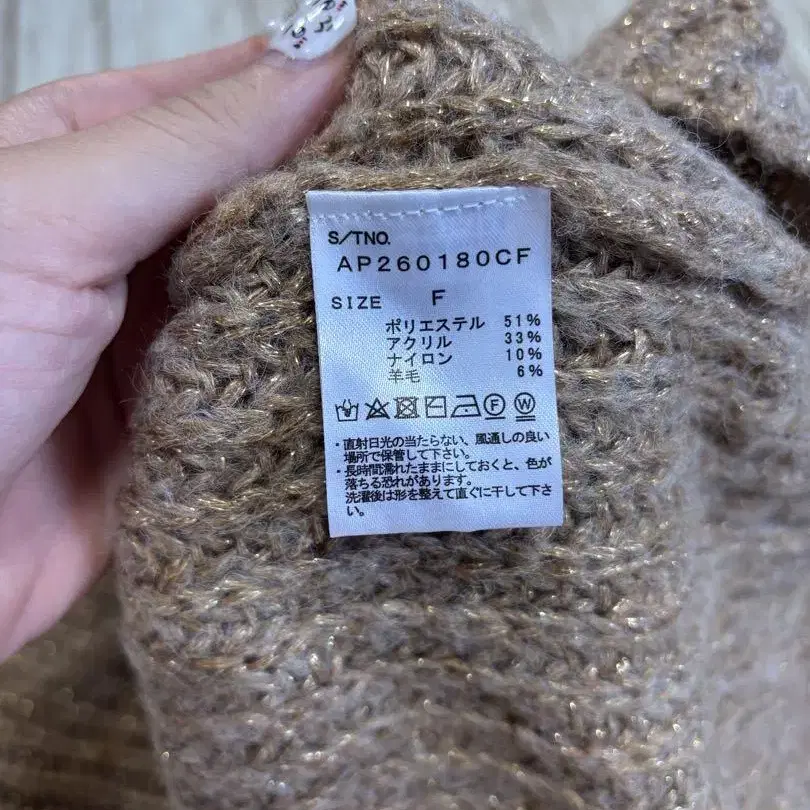 S/TNO.
AP260180CF
SIZE F
ポリエステル 51%
アクリル 33%
ナイロン 10%
羊毛 6%
F W
・直射日光の当たらない、風通しの良い
場所で保管して下さい。
・長時間濡れたままにしておくと、色が
落ちる恐れがあります。
洗濯後は形を整えて直ぐに干して下さ
い。